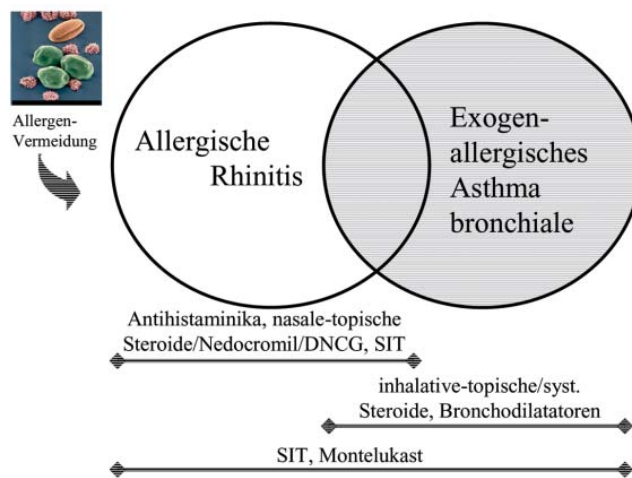 Allergen-
Vermeidung
Allergische
Rhinitis
Exogen-
allergisches
Asthma
bronchiale
Antihistaminika, nasale-topische
Steroide/Nedocromil/DNCG, SIT
inhalative-topische/syst.
Steroide, Bronchodilatatoren
SIT, Montelukast